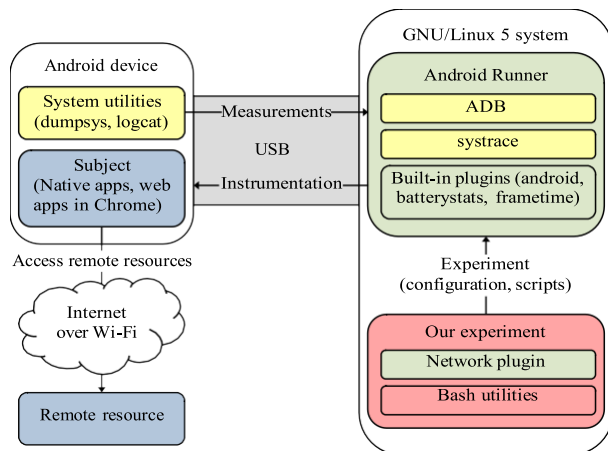 GNU/Linux 5 system
Android device
System utilities
(dumpsys, logcat)
Subject
(Native apps, web
apps in Chrome)
Measurements
USB
Instrumentation
Android Runner
ADB
systrace
Built-in plugins (android,
batterystats, frametime)
Access remote resources
Internet
over Wi-Fi
Remote resource
Experiment
(configuration, scripts)
Our experiment
Network plugin
Bash utilities